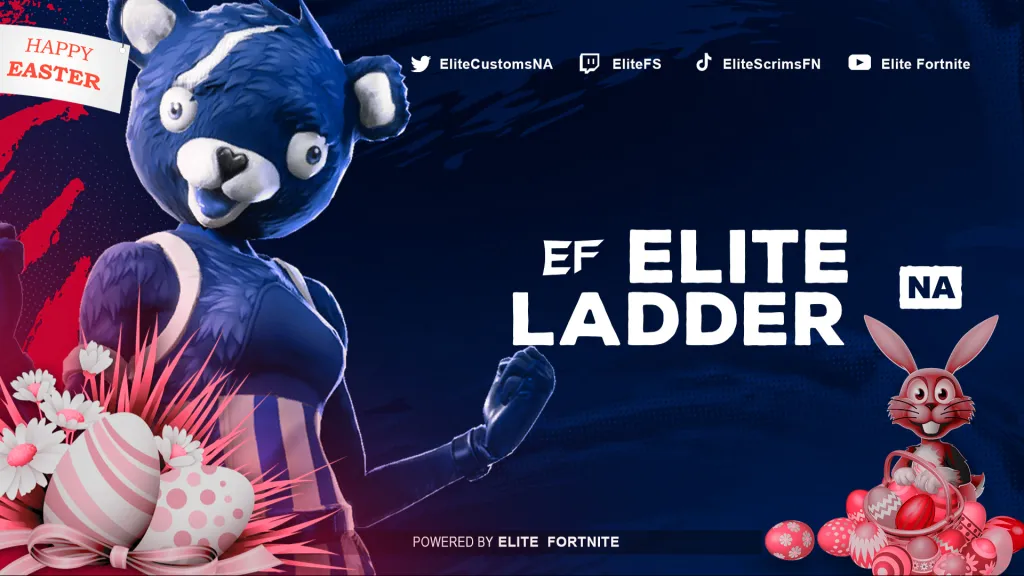 HAPPY
EASTER
EliteCustomsNA EliteFS EliteScrimsFN Elite Fortnite
EF ELITE
LADDER
NA
POWERED BY ELITE FORTNITE